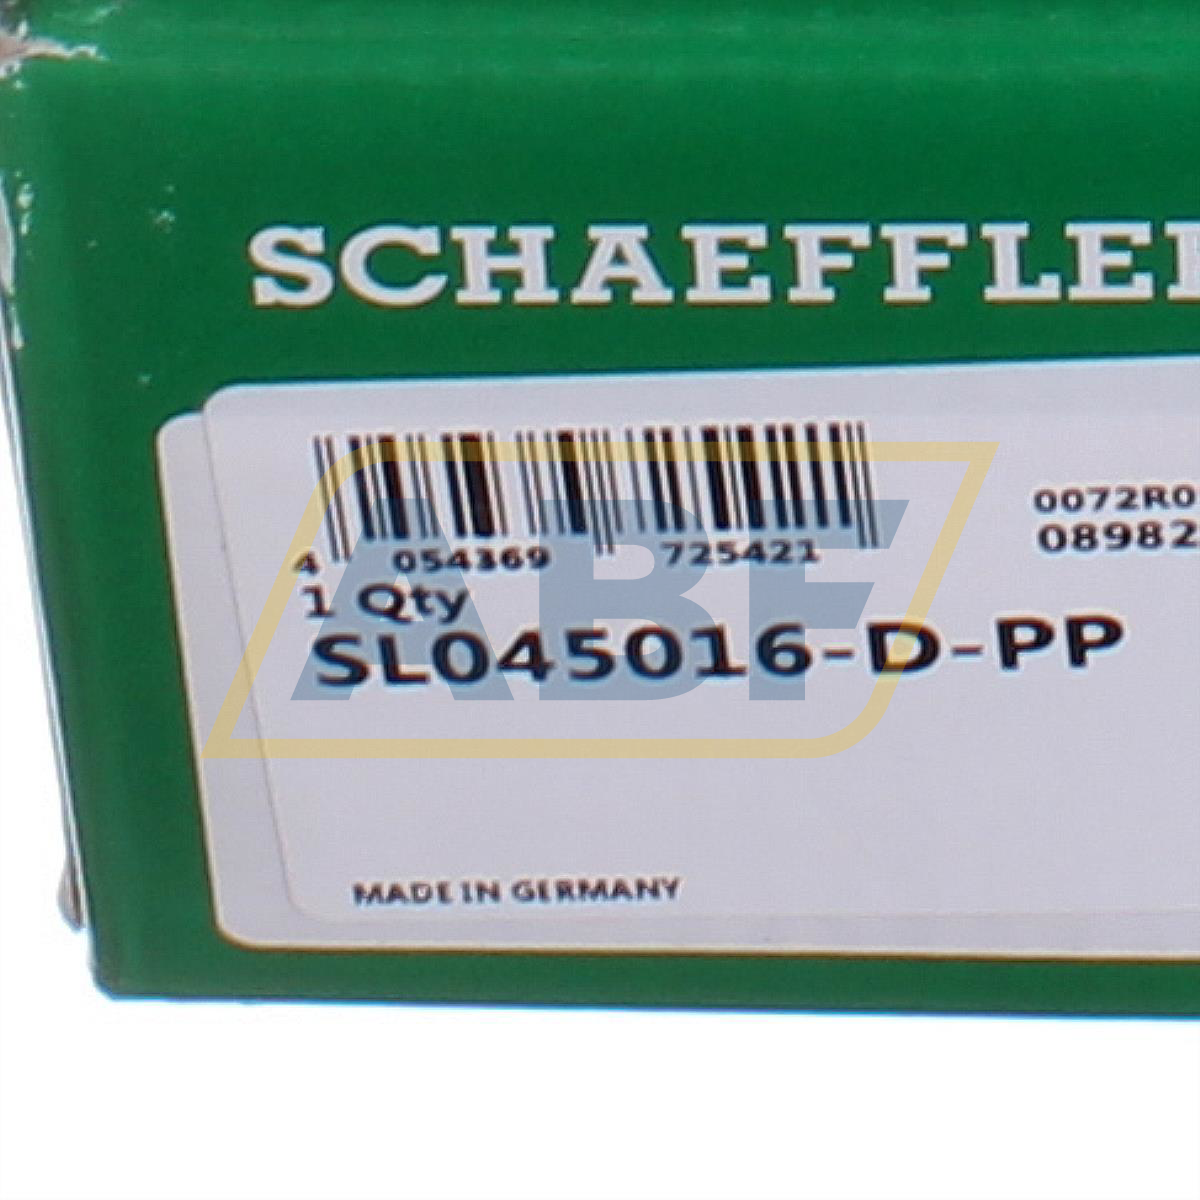 SCHAEFFLER
0072R0
08982
4 054369 725421
1 Qty
SL045016-D-PP
ABF
MADE IN GERMANY